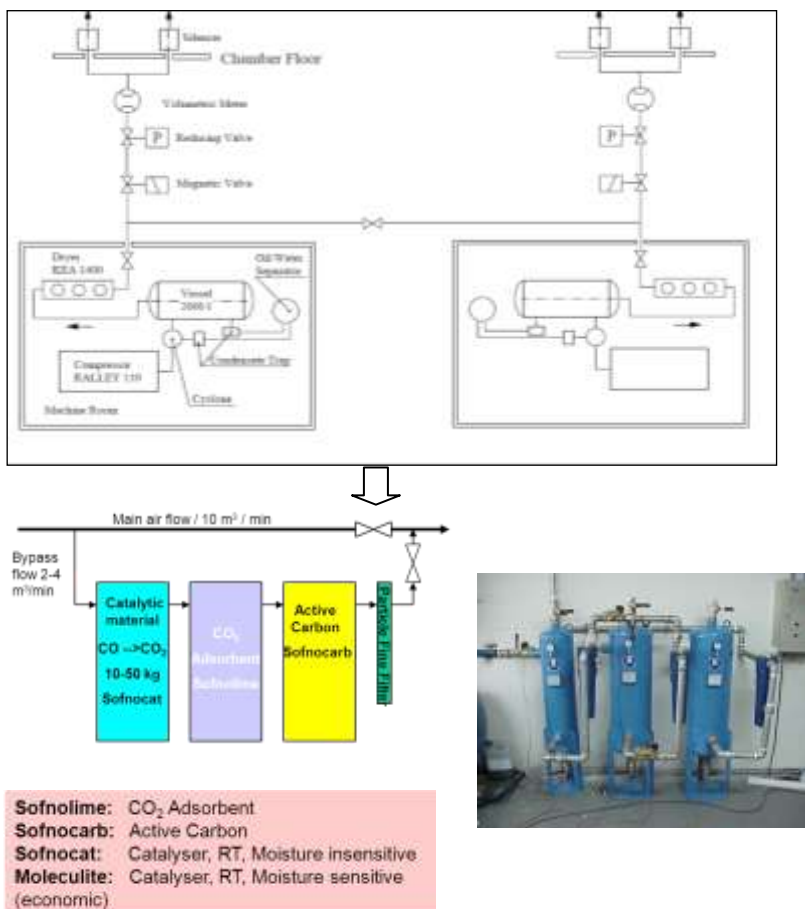 Silencer
Chamber Floor
Volumetric Meter
P
Reducing Valve
P
Magnetic Valve
Dryer
Oil/Water
Separator
Vessel
2000 l
Condensate Trap
Compressor
Cyclone
Machine Room
Main air flow / 10 m³ / min
Bypass
flow 2-4
m³/min
Catalytic
material
CO -->CO₂
10-50 kg
Sofnocat
CO₂
Adsorbent
Sofnolime
Active
Carbon
Sofnocarb
Particle Fine Filter
Sofnolime: CO₂ Adsorbent
Sofnocarb: Active Carbon
Sofnocat: Catalyser, RT, Moisture insensitive
Moleculite: Catalyser, RT, Moisture sensitive
(economic)